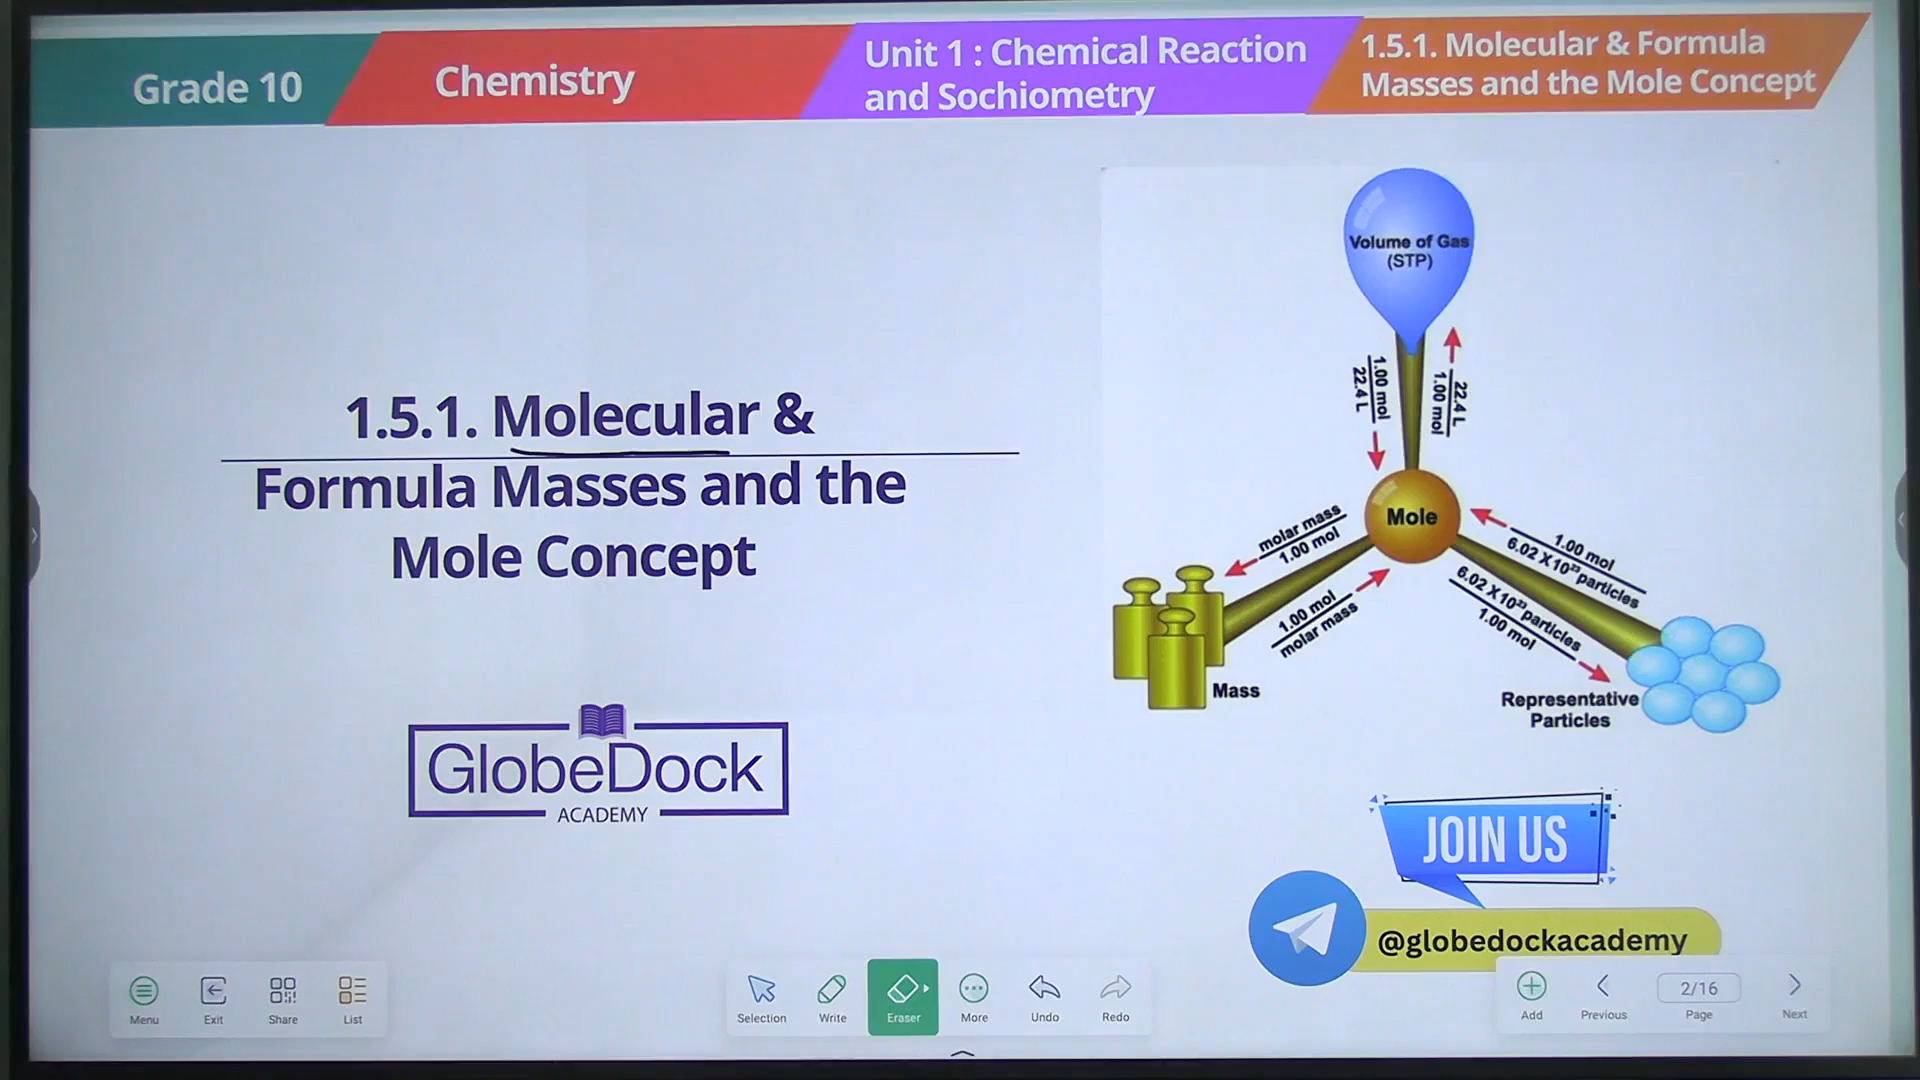 Grade 10
Chemistry
Unit 1 : Chemical Reaction
and Sochiometry
1.5.1. Molecular & Formula
Masses and the Mole Concept
1.5.1. Molecular &
Formula Masses and the
Mole Concept
GlobeDock
ACADEMY
Volume of Gas
(STP)
1.00 mol
22.4 L
22.4 L
1.00 mol
Mole
molar mass
1.00 mol
1.00 mol
molar mass
1.00 mol
6.02 X 10²³ particles
6.02 X 10²³ particles
1.00 mol
Mass
Representative
Particles
JOIN US
@globedockacademy
Menu
Exit
Share
List
Selection
Write
Eraser
More
Undo
Redo
Add
Previous
2/16
Page
Next